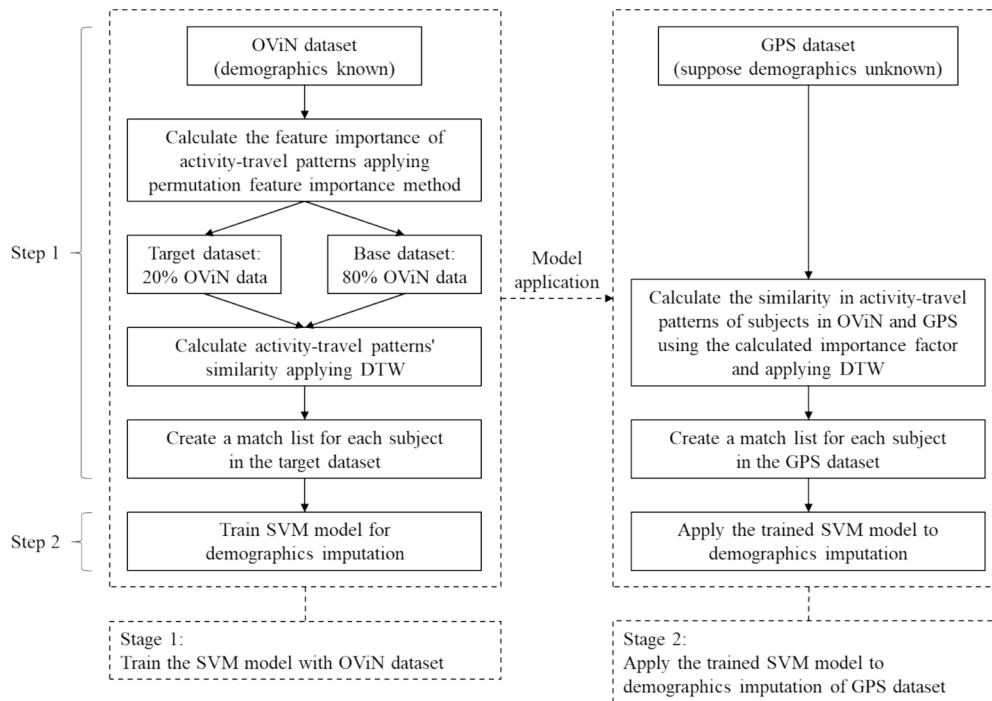 OViN dataset
(demographics known)
Calculate the feature importance of
activity-travel patterns applying
permutation feature importance method
Step 1
Target dataset:
20% OViN data
Base dataset:
80% OViN data
Calculate activity-travel patterns'
similarity applying DTW
Create a match list for each subject
in the target dataset
Step 2
Train SVM model for
demographics imputation
Stage 1:
Train the SVM model with OViN dataset
Model
application
GPS dataset
(suppose demographics unknown)
Calculate the similarity in activity-travel
patterns of subjects in OViN and GPS
using the calculated importance factor
and applying DTW
Create a match list for each subject
in the GPS dataset
Apply the trained SVM model to
demographics imputation
Stage 2:
Apply the trained SVM model to
demographics imputation of GPS dataset